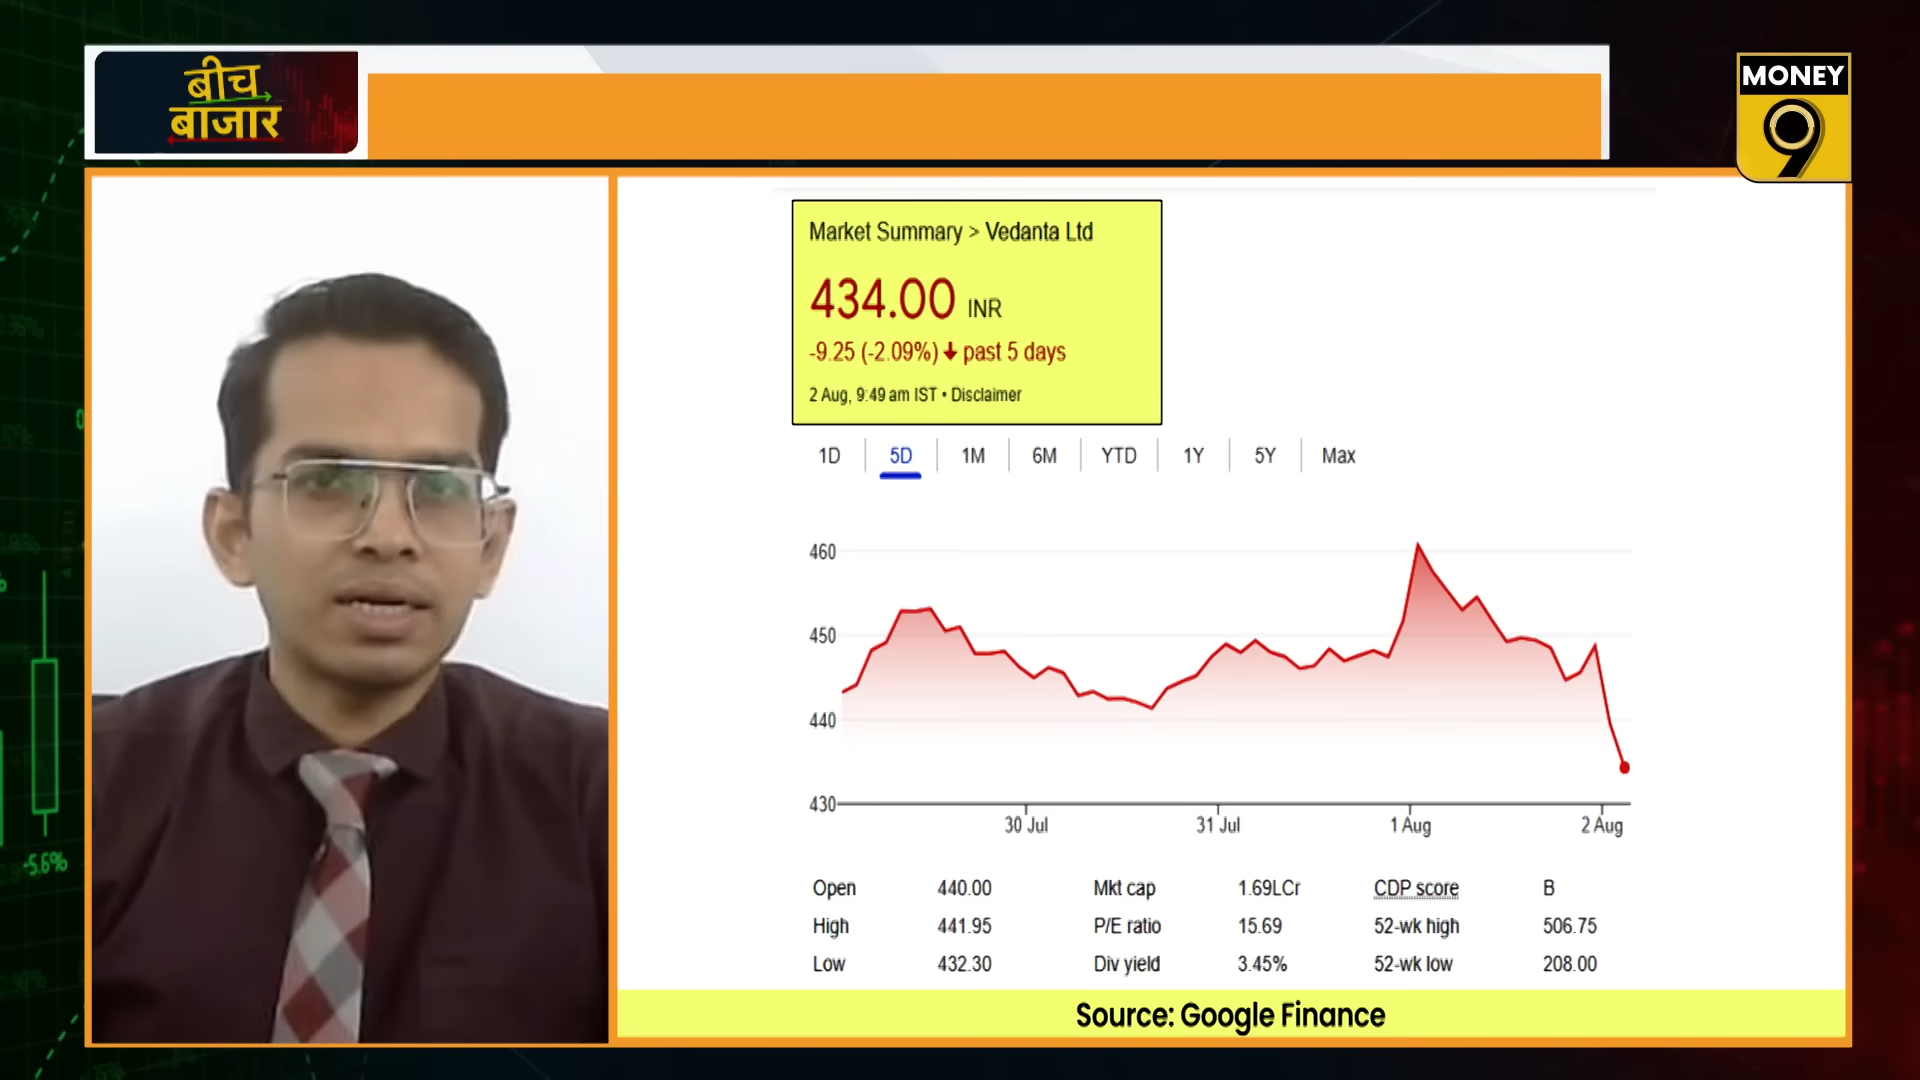 बीच
बाजार
MONEY
9
Market Summary > Vedanta Ltd
434.00 INR
-9.25 (-2.09%) ↓ past 5 days
2 Aug, 9:49 am IST • Disclaimer
1D 5D 1M 6M YTD 1Y 5Y Max
460
450
440
430
30 Jul 31 Jul 1 Aug 2 Aug
Open 440.00 Mkt cap 1.69LCr CDP score B
High 441.95 P/E ratio 15.69 52-wk high 506.75
Low 432.30 Div yield 3.45% 52-wk low 208.00
Source: Google Finance
-5.6%